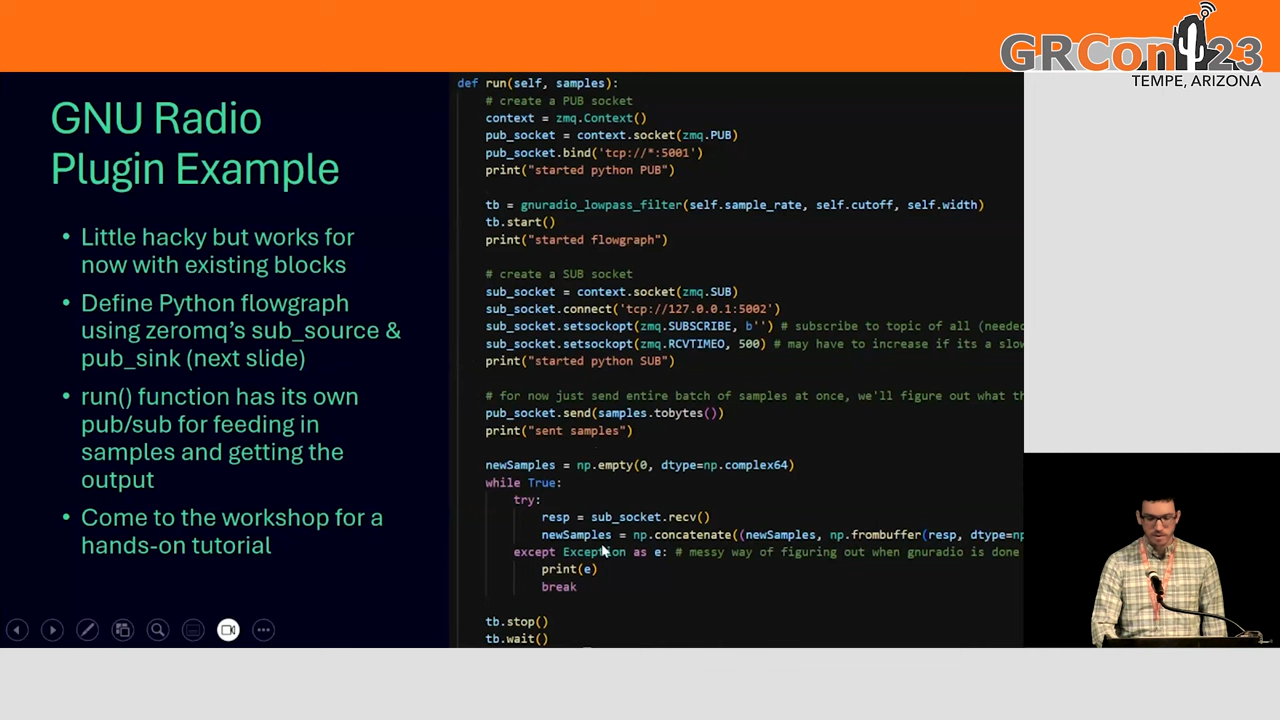 GRCon 23
TEMPE, ARIZONA
GNU Radio
Plugin Example
• Little hacky but works for
now with existing blocks
• Define Python flowgraph
using zeromq's sub_source &
pub_sink (next slide)
• run() function has its own
pub/sub for feeding in
samples and getting the
output
• Come to the workshop for a
hands-on tutorial
def run(self, samples):
# create a PUB socket
context = zmq.Context()
pub_socket = context.socket(zmq.PUB)
pub_socket.bind('tcp://*:5001')
print("started python PUB")
tb = gnuradio_lowpass_filter(self.sample_rate, self.cutoff, self.width)
tb.start()
print("started flowgraph")
# create a SUB socket
sub_socket = context.socket(zmq.SUB)
sub_socket.connect('tcp://127.0.0.1:5002')
sub_socket.setsockopt(zmq.SUBSCRIBE, b'') # subscribe to topic of all (needed
sub_socket.setsockopt(zmq.RCVTIMEO, 500) # may have to increase if its a slow
print("started python SUB")
# for now just send entire batch of samples at once, we'll figure out what th
pub_socket.send(samples.tobytes())
print("sent samples")
newSamples = np.empty(0, dtype=np.complex64)
while True:
try:
resp = sub_socket.recv()
newSamples = np.concatenate((newSamples, np.frombuffer(resp, dtype=np
except Exception as e: # messy way of figuring out when gnuradio is done
print(e)
break
tb.stop()
tb.wait()